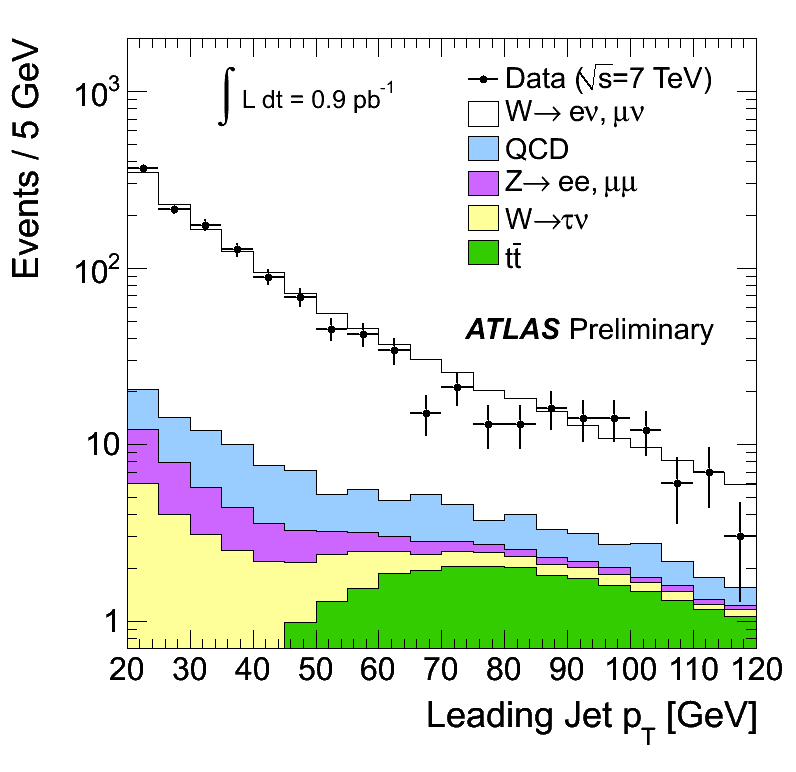 Events / 5 GeV
10³
10²
10
1
∫ L dt = 0.9 pb⁻¹
Data (√s=7 TeV)
W→ eν, μν
QCD
Z→ ee, μμ
W→τν
tt̄
ATLAS Preliminary
20 30 40 50 60 70 80 90 100 110 120
Leading Jet p_T [GeV]